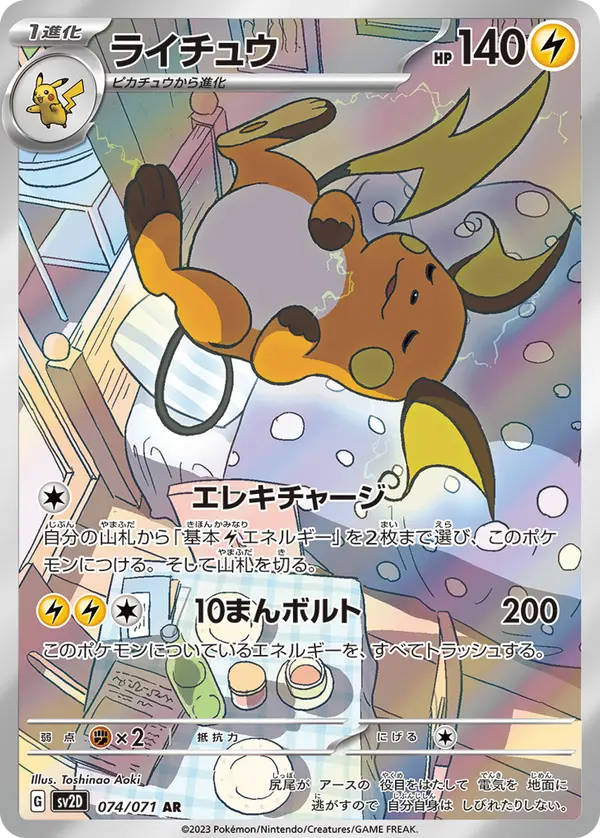 1進化
ライチュウ
HP 140
ピカチュウから進化
エレキチャージ
自分の山札から「基本エネルギー」を2枚まで選び、このポケ
モンにつける。そして山札を切る。
10まんボルト 200
このポケモンについているエネルギーを、すべてトラッシュする。
弱点 ×2 抵抗力 にげる
Illus. Toshinao Aoki
G sv2D 074/071 AR
尻尾が アースの 役目をはたして 電気を 地面に
逃がすので 自分自身は しびれたりしない。
©2023 Pokémon/Nintendo/Creatures/GAME FREAK.